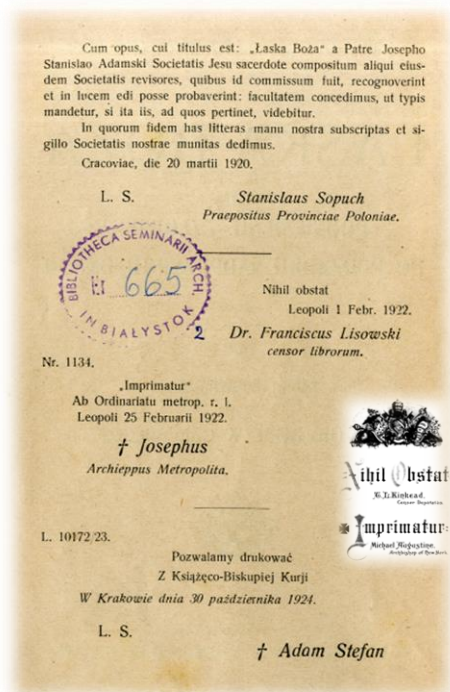 Cum opus, cui titulus est: „Łaska Boża" a Patre Josepho
Stanislao Adamski Societatis Jesu sacerdote compositum aliqui eius-
dem Societatis revisores, quibus id commissum fuit, recognoverint
et in lucem edi posse probaverint: facultatem concedimus, ut typis
mandetur, si ita iis, ad quos pertinet, videbitur.
In quorum fidem has litteras manu nostra subscriptas et si-
gillo Societatis nostrae munitas dedimus.
Cracoviae, die 20 martii 1920.
L. S.
Stanislaus Sopuch
Praepositus Provinciae Poloniae.
BIBLIOTHECA SEMINARII ARCH.
665
IN BIAŁYSTOK
2
Nihil obstat
Leopoli 1 Febr. 1922.
Dr. Franciscus Lisowski
censor librorum.
Nr. 1134.
„Imprimatur"
Ab Ordinariatu metrop. r. l.
Leopoli 25 Februarii 1922.
† Josephus
Archieppus Metropolita.
Nihil Obstat
Imprimatur
Michael Augustine,
Archbishop of New York.
L. 10172/23.
Pozwalamy drukować
Z Książęco-Biskupiej Kurji
W Krakowie dnia 30 października 1924.
L. S.
† Adam Stefan